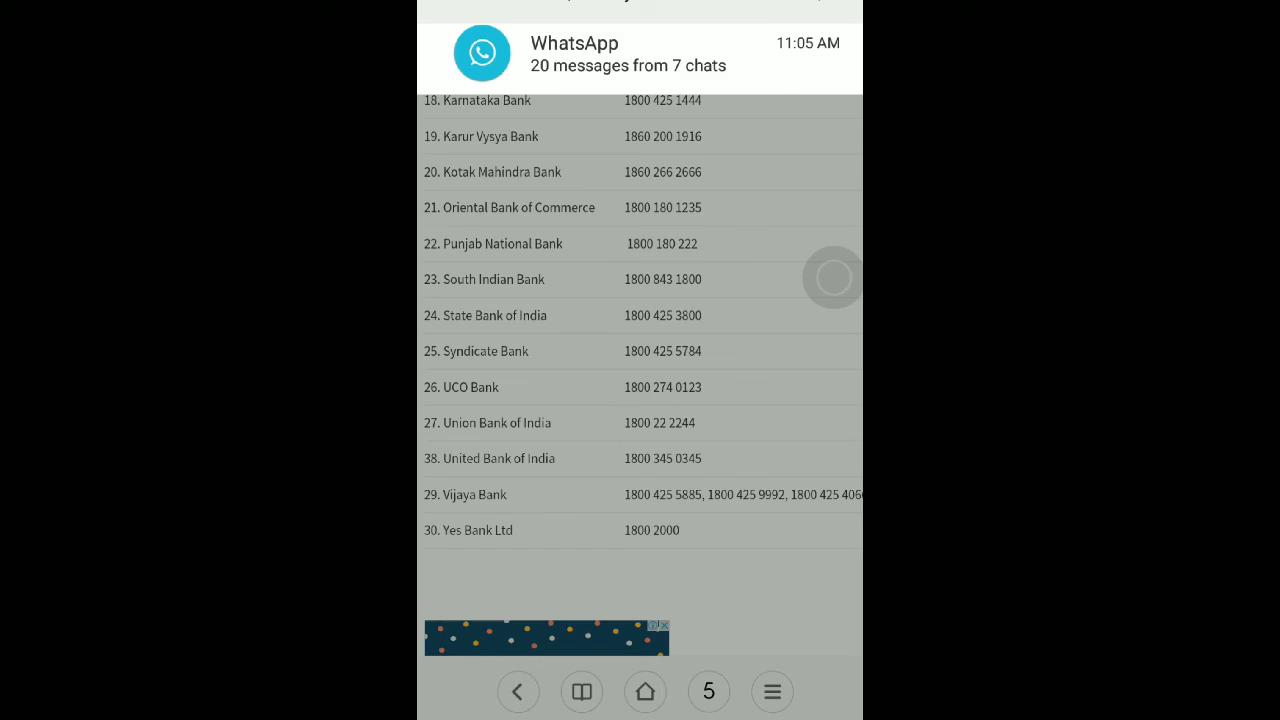 WhatsApp 11:05 AM
20 messages from 7 chats
18. Karnataka Bank 1800 425 1444
19. Karur Vysya Bank 1860 200 1916
20. Kotak Mahindra Bank 1860 266 2666
21. Oriental Bank of Commerce 1800 180 1235
22. Punjab National Bank 1800 180 222
23. South Indian Bank 1800 843 1800
24. State Bank of India 1800 425 3800
25. Syndicate Bank 1800 425 5784
26. UCO Bank 1800 274 0123
27. Union Bank of India 1800 22 2244
38. United Bank of India 1800 345 0345
29. Vijaya Bank 1800 425 5885, 1800 425 9992, 1800 425
30. Yes Bank Ltd 1800 2000
5